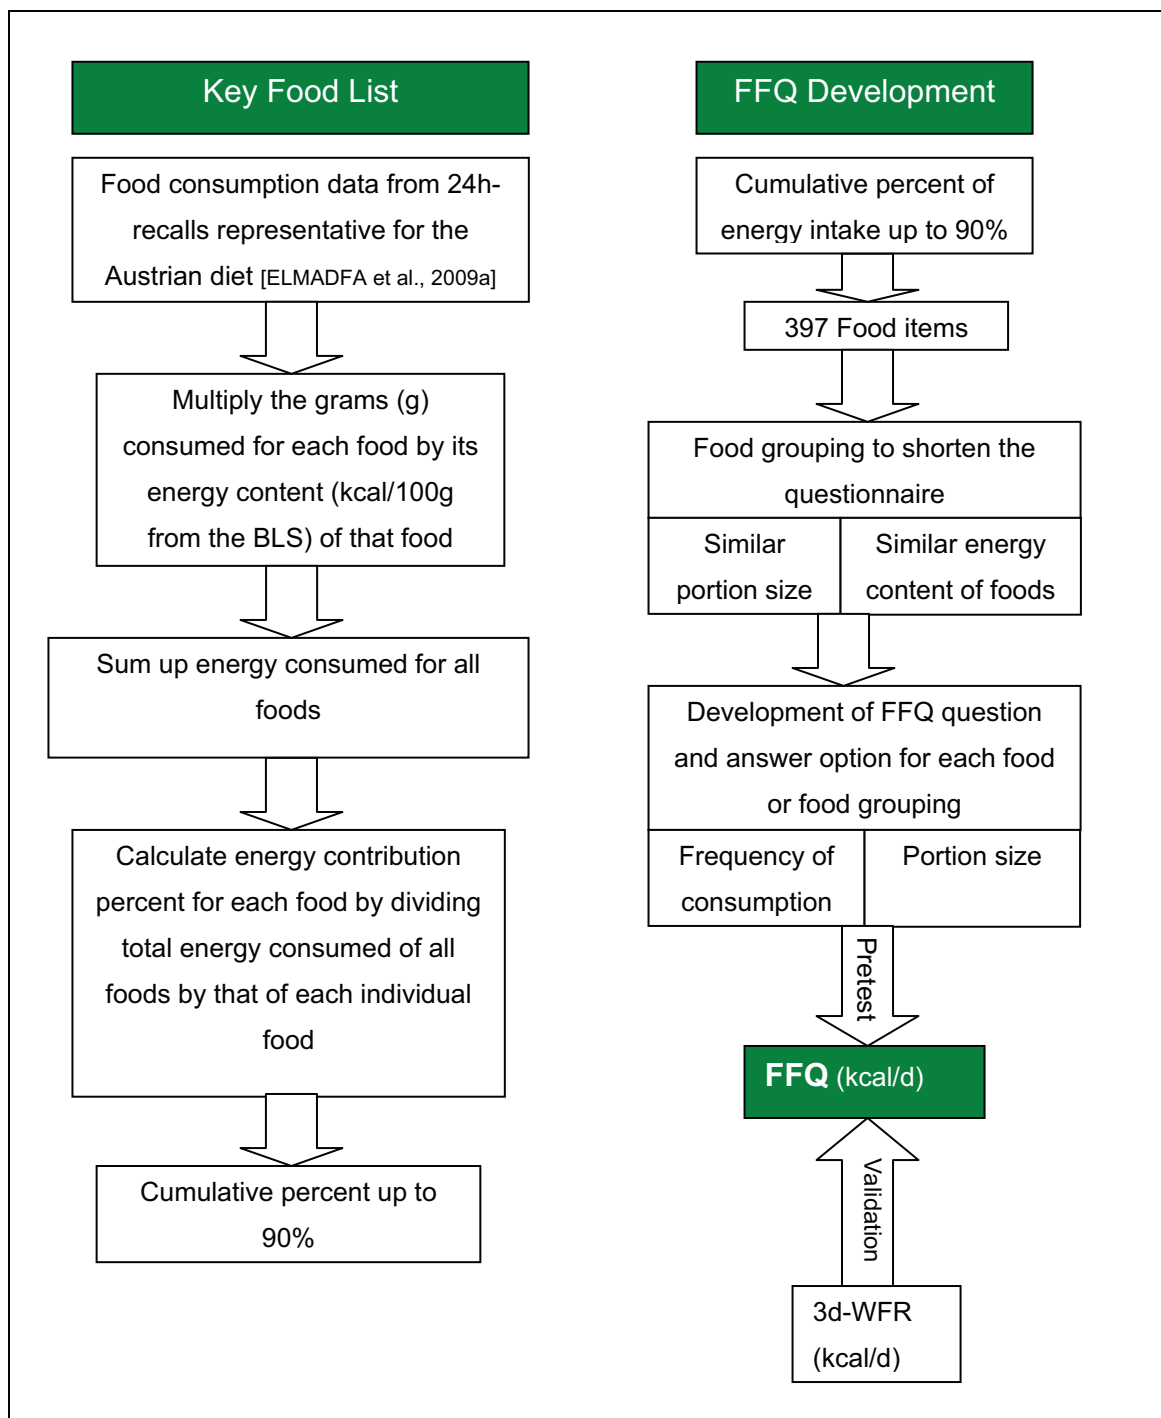 Key Food List
Food consumption data from 24h-
recalls representative for the
Austrian diet [ELMADFA et al., 2009a]
Multiply the grams (g)
consumed for each food by its
energy content (kcal/100g
from the BLS) of that food
Sum up energy consumed for all
foods
Calculate energy contribution
percent for each food by dividing
total energy consumed of all
foods by that of each individual
food
Cumulative percent up to
90%
FFQ Development
Cumulative percent of
energy intake up to 90%
397 Food items
Food grouping to shorten the
questionnaire
Similar
portion size
Similar energy
content of foods
Development of FFQ question
and answer option for each food
or food grouping
Frequency of
consumption
Portion size
Pretest
FFQ (kcal/d)
Validation
3d-WFR
(kcal/d)